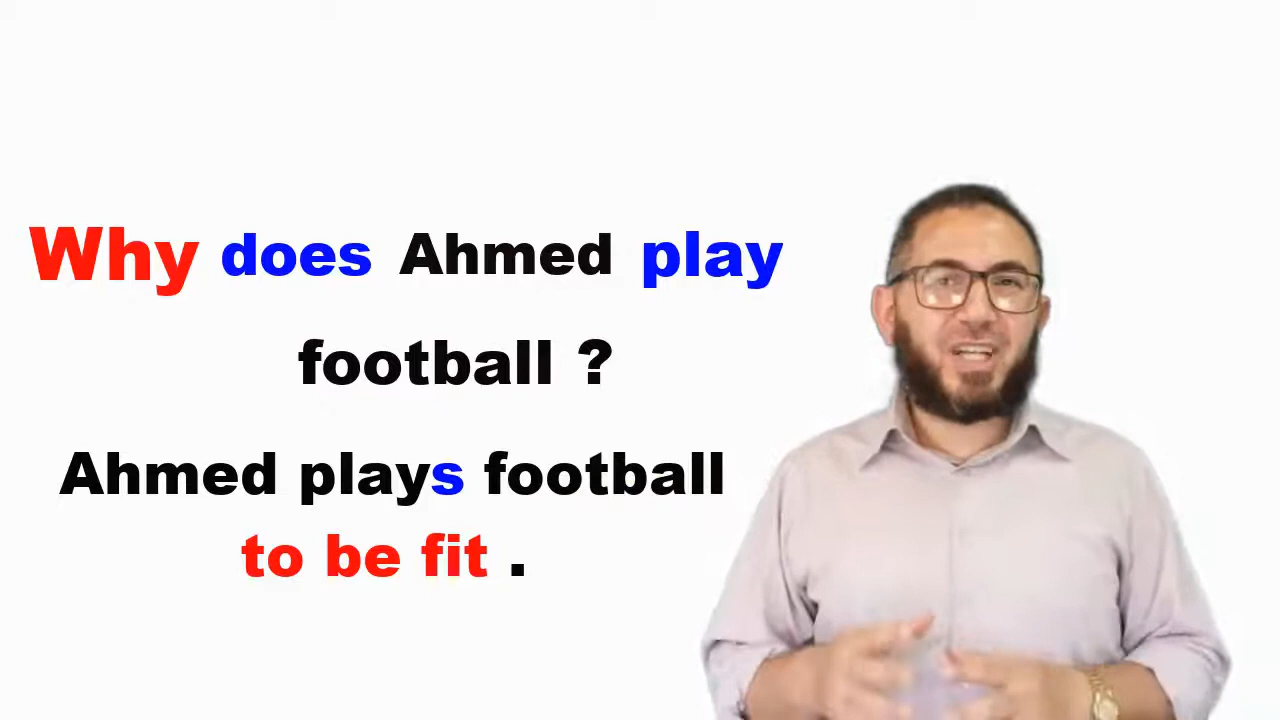 Why does Ahmed play
football ?
Ahmed plays football
to be fit .